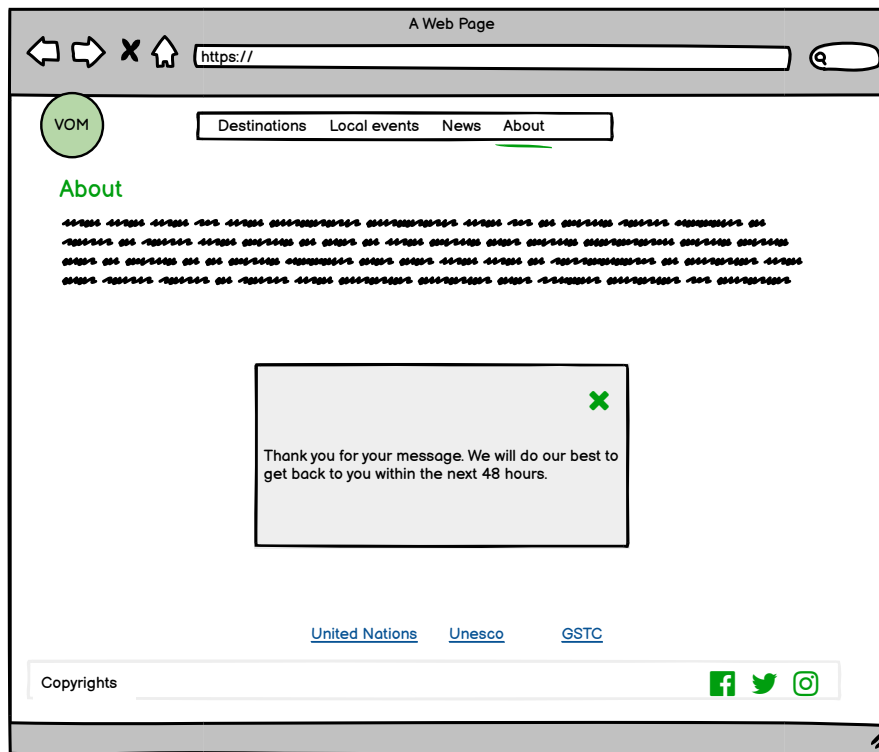 A Web Page
https://
VOM
Destinations Local events News About
About
Thank you for your message. We will do our best to
get back to you within the next 48 hours.
United Nations Unesco GSTC
Copyrights